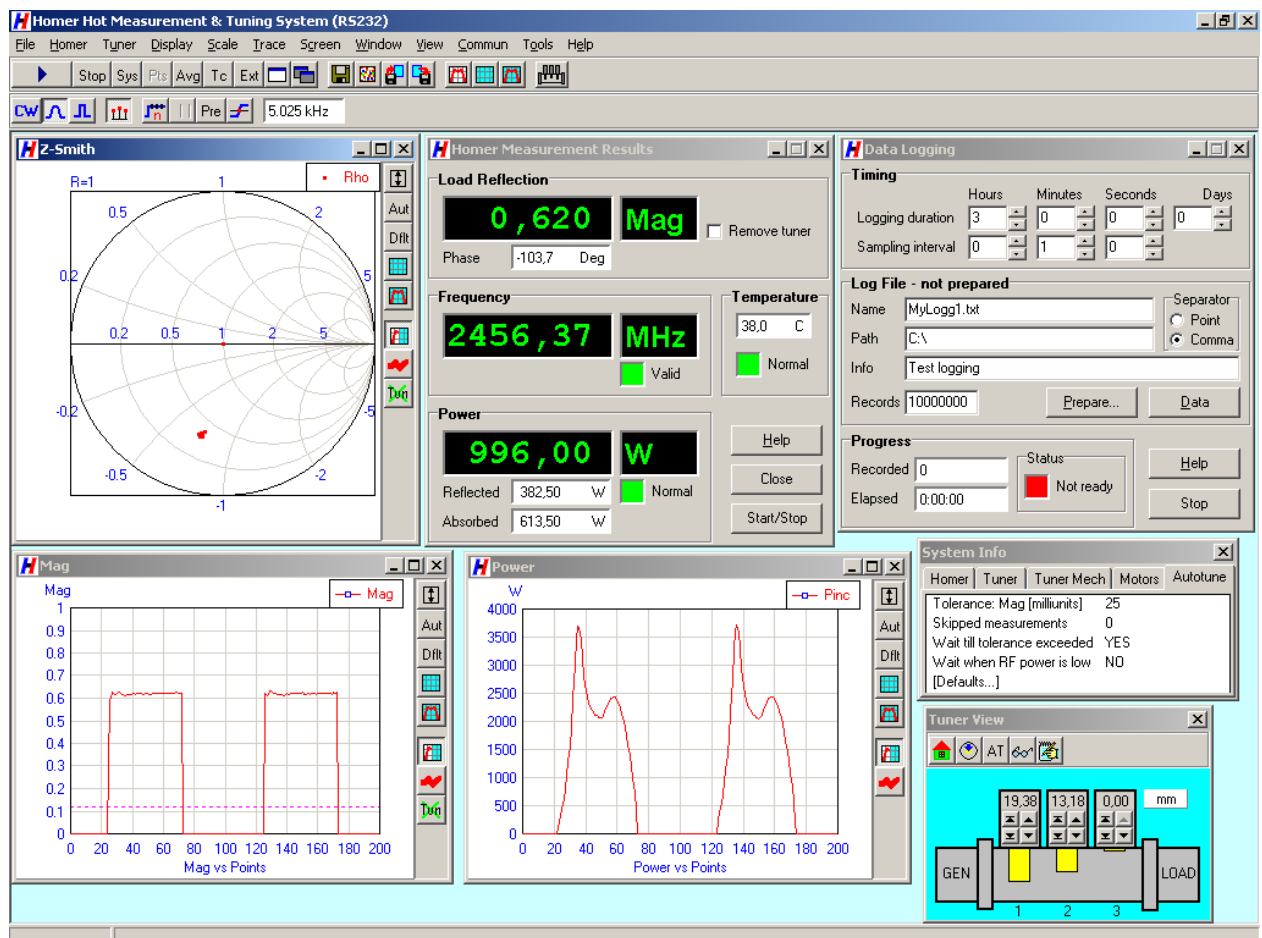 Homer Hot Measurement & Tuning System (RS232)
File Homer Tuner Display Scale Trace Screen Window View Commun Tools Help
Stop Sys Pts Avg Tc Ext
CW n Pre 5.025 kHz
Z-Smith
Rho
R=1
1
0.5
2
0.2
5
0.2 0.5 1 2 5
-0.2
-5
-0.5
-2
-1
Aut
Dflt
Tun
Homer Measurement Results
Load Reflection
0,620 Mag
Remove tuner
Phase -103,7 Deg
Frequency
2456,37 MHz
Valid
Temperature
38,0 C
Normal
Power
996,00 W
Normal
Reflected 382,50 W
Absorbed 613,50 W
Help
Close
Start/Stop
Data Logging
Timing
Hours Minutes Seconds Days
Logging duration 3 0 0 0
Sampling interval 0 1 0
Log File - not prepared
Name MyLogg1.txt
Path C:\
Info Test logging
Separator
Point
Comma
Records 10000000 Prepare... Data
Progress
Recorded 0
Elapsed 0:00:00
Status
Not ready
Help
Stop
Mag
Mag
Mag
1
0.9
0.8
0.7
0.6
0.5
0.4
0.3
0.2
0.1
0
0 20 40 60 80 100 120 140 160 180 200
Mag vs Points
Aut
Dflt
Tun
Power
W
Pinc
4000
3500
3000
2500
2000
1500
1000
500
0
0 20 40 60 80 100 120 140 160 180 200
Power vs Points
Aut
Dflt
System Info
Homer Tuner Tuner Mech Motors Autotune
Tolerance: Mag [milliunits] 25
Skipped measurements 0
Wait till tolerance exceeded YES
Wait when RF power is low NO
[Defaults...]
Tuner View
AT
19,38 13,18 0,00 mm
GEN LOAD
1 2 3